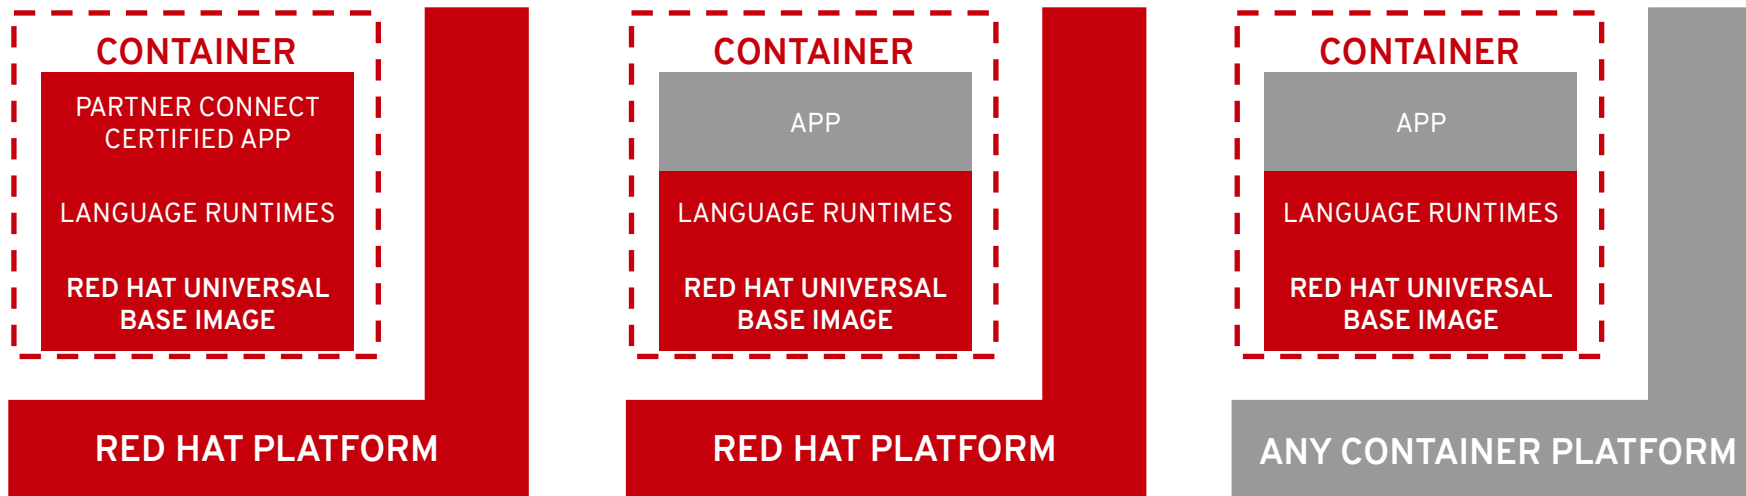 CONTAINER
PARTNER CONNECT
CERTIFIED APP
LANGUAGE RUNTIMES
RED HAT UNIVERSAL
BASE IMAGE
RED HAT PLATFORM
CONTAINER
APP
LANGUAGE RUNTIMES
RED HAT UNIVERSAL
BASE IMAGE
RED HAT PLATFORM
CONTAINER
APP
LANGUAGE RUNTIMES
RED HAT UNIVERSAL
BASE IMAGE
ANY CONTAINER PLATFORM